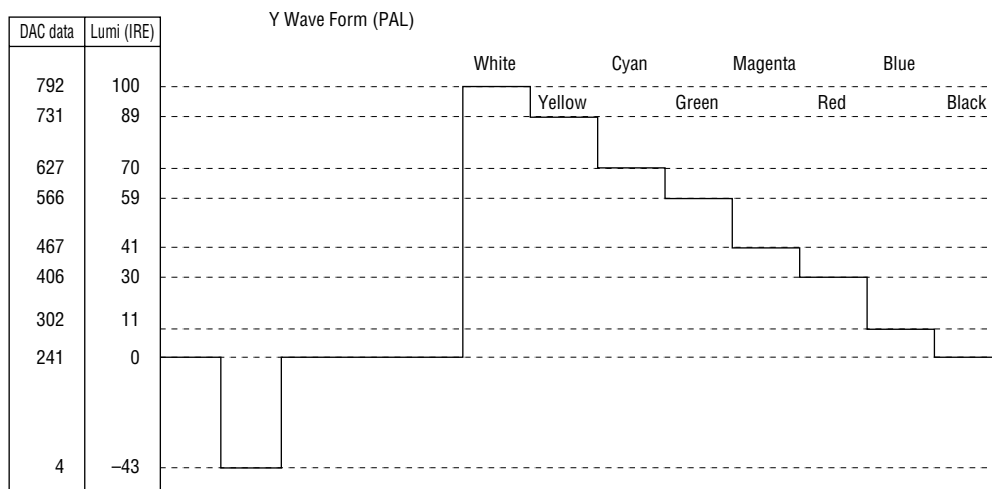 Y Wave Form (PAL)
DAC data Lumi (IRE)
White Cyan Magenta Blue
792 100
Yellow Green Red Black
731 89
627 70
566 59
467 41
406 30
302 11
241 0
4 –43